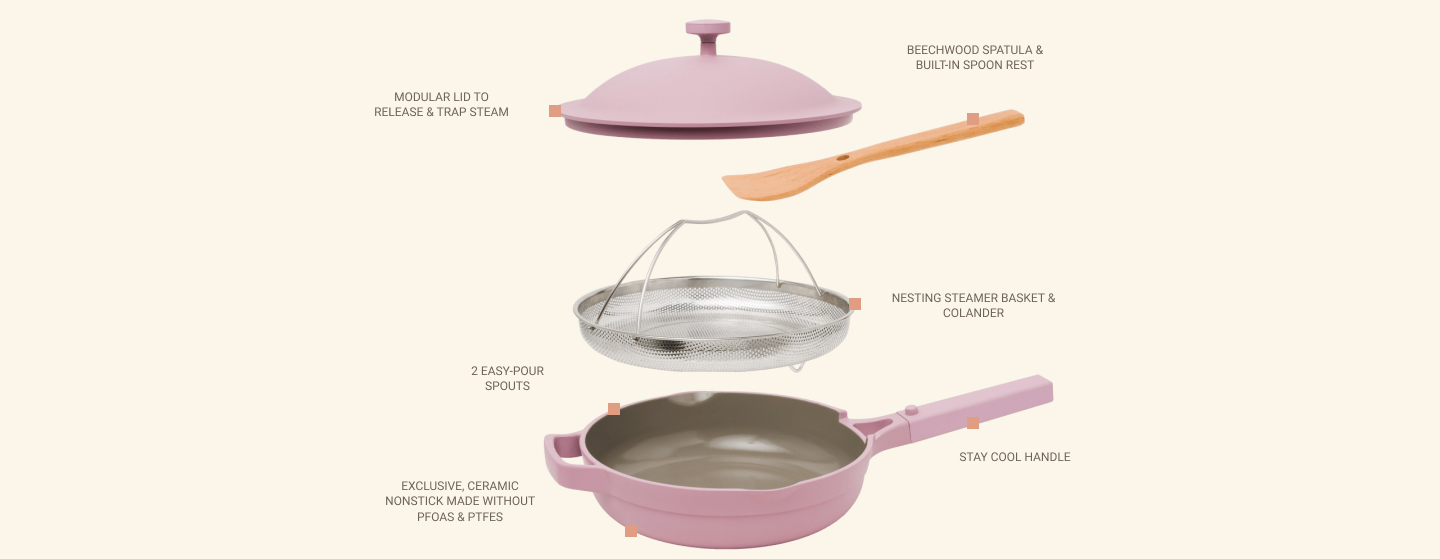 BEECHWOOD SPATULA &
BUILT-IN SPOON REST
MODULAR LID TO
RELEASE & TRAP STEAM
NESTING STEAMER BASKET &
COLANDER
2 EASY-POUR
SPOUTS
STAY COOL HANDLE
EXCLUSIVE, CERAMIC
NONSTICK MADE WITHOUT
PFOAS & PTFES